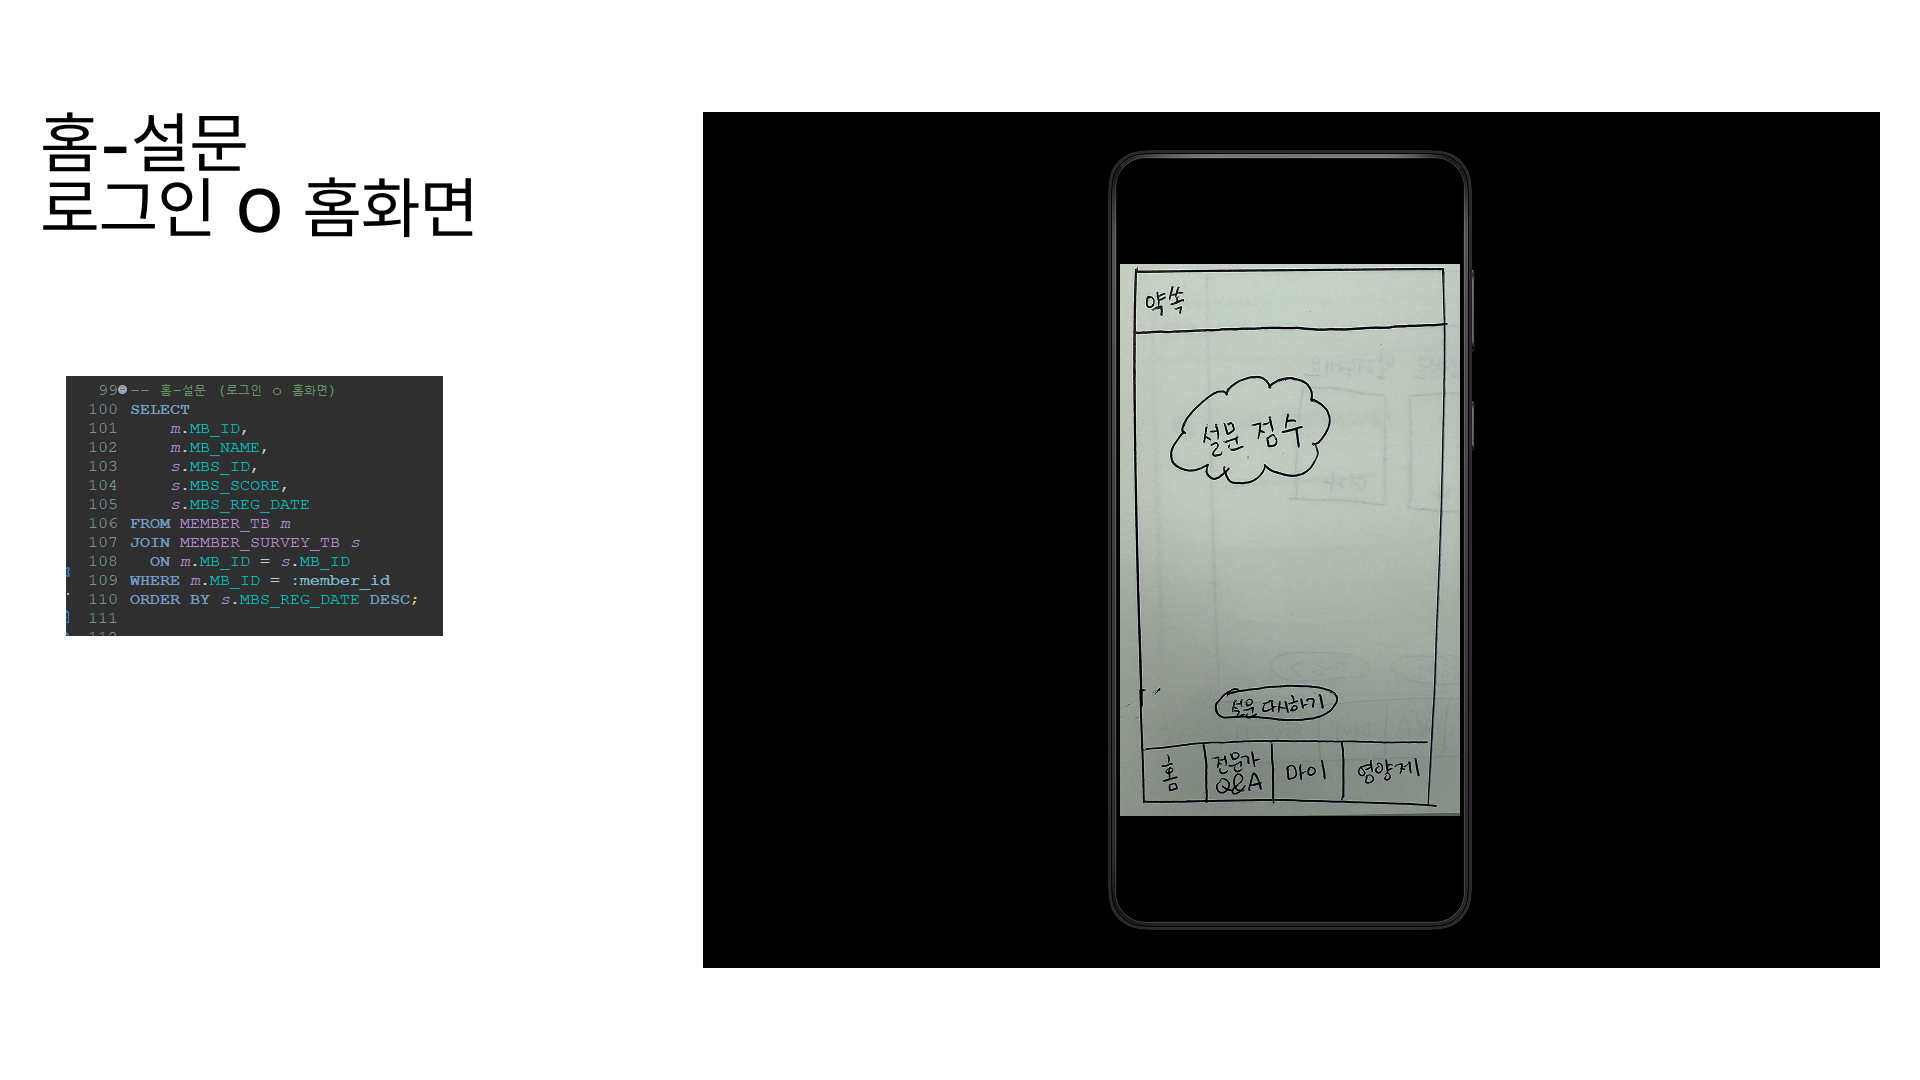 홈-설문
로그인 o 홈화면
99 -- 홈-설문 (로그인 o 홈화면)
100 SELECT
101 m.MB_ID,
102 m.MB_NAME,
103 s.MBS_ID,
104 s.MBS_SCORE,
105 s.MBS_REG_DATE
106 FROM MEMBER_TB m
107 JOIN MEMBER_SURVEY_TB s
108 ON m.MB_ID = s.MB_ID
109 WHERE m.MB_ID = :member_id
110 ORDER BY s.MBS_REG_DATE DESC;
111
약쏙
설문 점수
설문 다시하기
홈
전문가
Q&A
마이
영양제